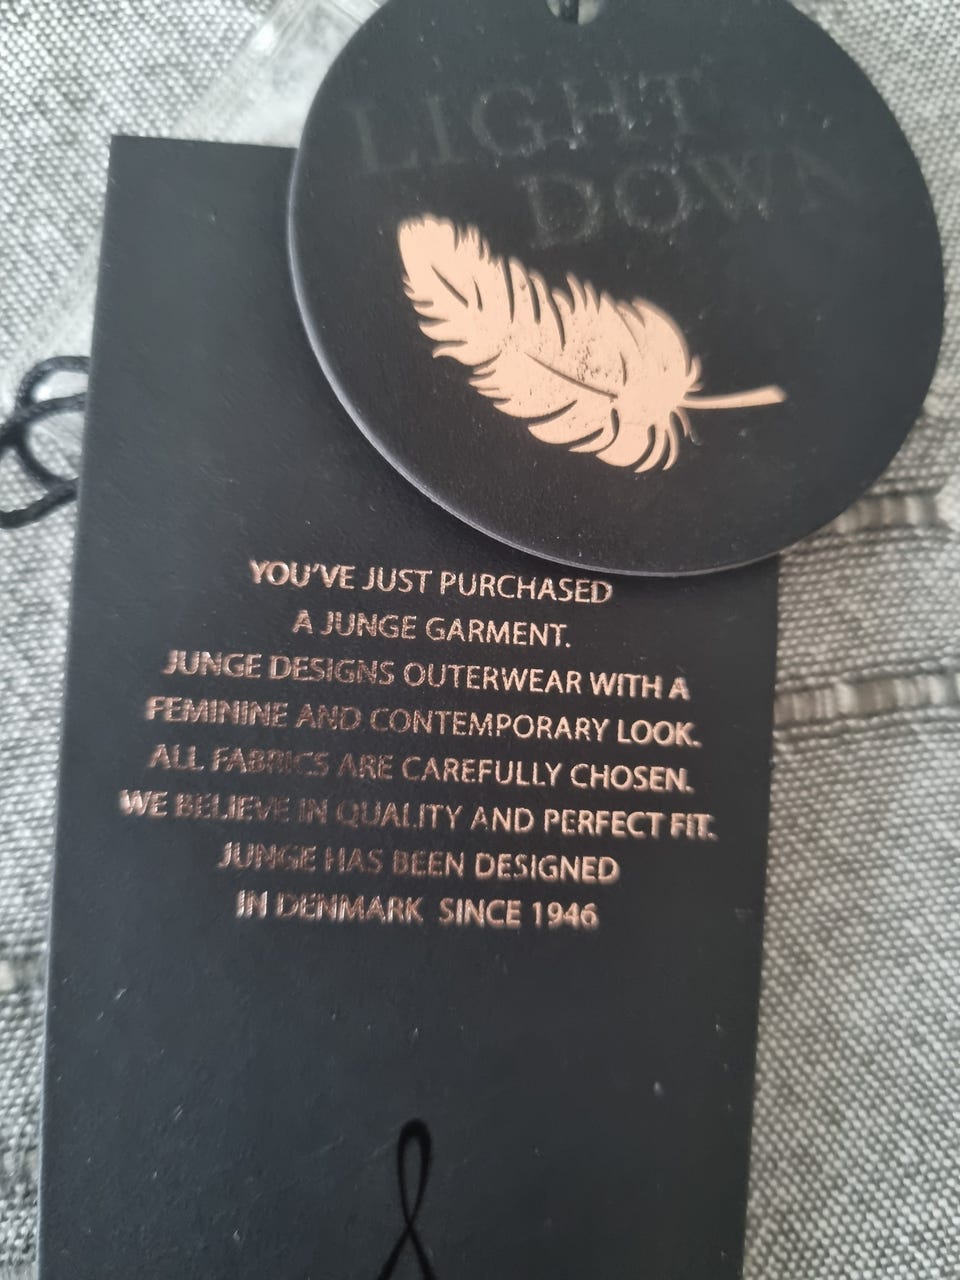 LIGHT
DOWN
YOU'VE JUST PURCHASED
A JUNGE GARMENT.
JUNGE DESIGNS OUTERWEAR WITH A
FEMININE AND CONTEMPORARY LOOK.
ALL FABRICS ARE CAREFULLY CHOSEN.
WE BELIEVE IN QUALITY AND PERFECT FIT.
JUNGE HAS BEEN DESIGNED
IN DENMARK SINCE 1946